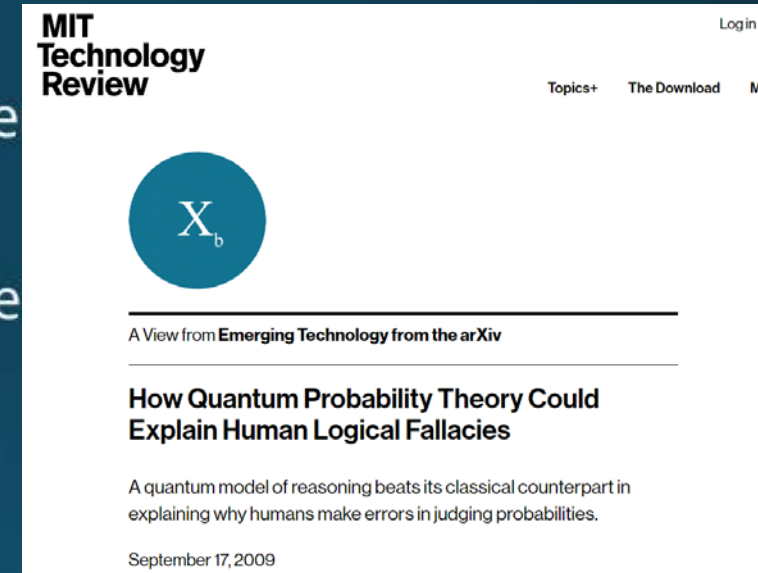 e
e
MIT
Technology
Review
Log in
Topics+ The Download M
X b
A View from Emerging Technology from the arXiv
How Quantum Probability Theory Could
Explain Human Logical Fallacies
A quantum model of reasoning beats its classical counterpart in
explaining why humans make errors in judging probabilities.
September 17, 2009